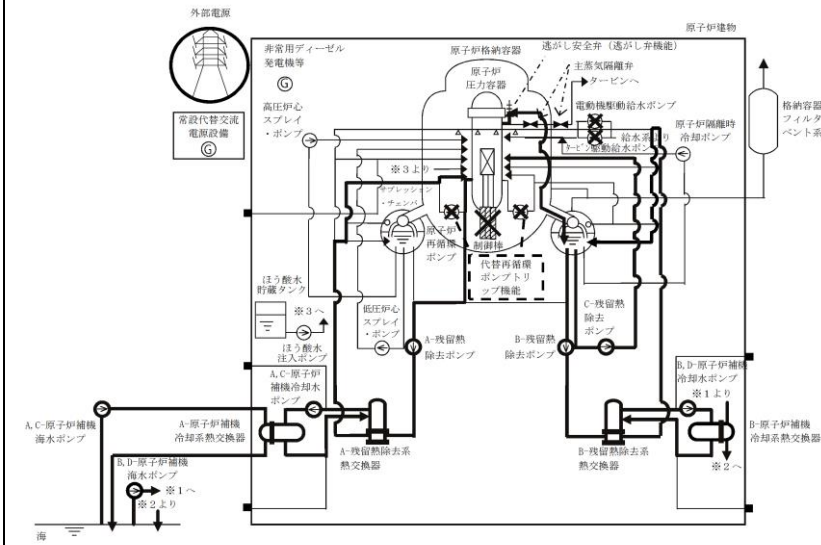 外部電源
原子炉建物
非常用ディーゼル
発電機等
G
原子炉格納容器
逃がし安全弁（逃がし弁機能）
主蒸気隔離弁
タービンへ
原子炉
圧力容器
常設代替交流
電源設備
G
高圧炉心
スプレイ
・ポンプ
電動機駆動給水ポンプ
給水系より
タービン駆動給水ポンプ
原子炉隔離時
冷却ポンプ
格納容器
フィルタ
ベント系
※3より
サプレッション
・チェンバ
原子炉
再循環
ポンプ
制御棒
代替再循環
ポンプトリ
ップ機能
ほう酸水
貯蔵タンク
※3へ
ほう酸水
注入ポンプ
低圧炉心
スプレイ
・ポンプ
A-残留熱
除去ポンプ
B-残留熱
除去ポンプ
C-残留熱
除去
ポンプ
A,C-原子炉
補機冷却水
ポンプ
B,D-原子炉補機
冷却水ポンプ
※1より
A,C-原子炉補機
海水ポンプ
A-原子炉補機
冷却系熱交換器
B-原子炉補機
冷却系熱交換器
A-残留熱除去系
熱交換器
B-残留熱除去系
熱交換器
※2へ
B,D-原子炉補機
海水ポンプ
※1へ
※2より
海